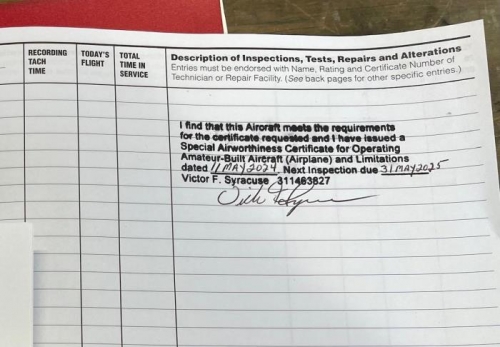 RECORDING TACH TIME
TODAY'S FLIGHT
TOTAL TIME IN SERVICE
Description of Inspections, Tests, Repairs and Alterations
Entries must be endorsed with Name, Rating and Certificate Number of
Technician or Repair Facility. (See back pages for other specific entries.)
I find that this Aircraft meets the requirements
for the certificate requested and I have issued a
Special Airworthiness Certificate for Operating
Amateur-Built Aircraft (Airplane) and Limitations
dated 11 MAY 2024 Next Inspection due 31 MAY 2025
Victor F. Syracuse 311463827